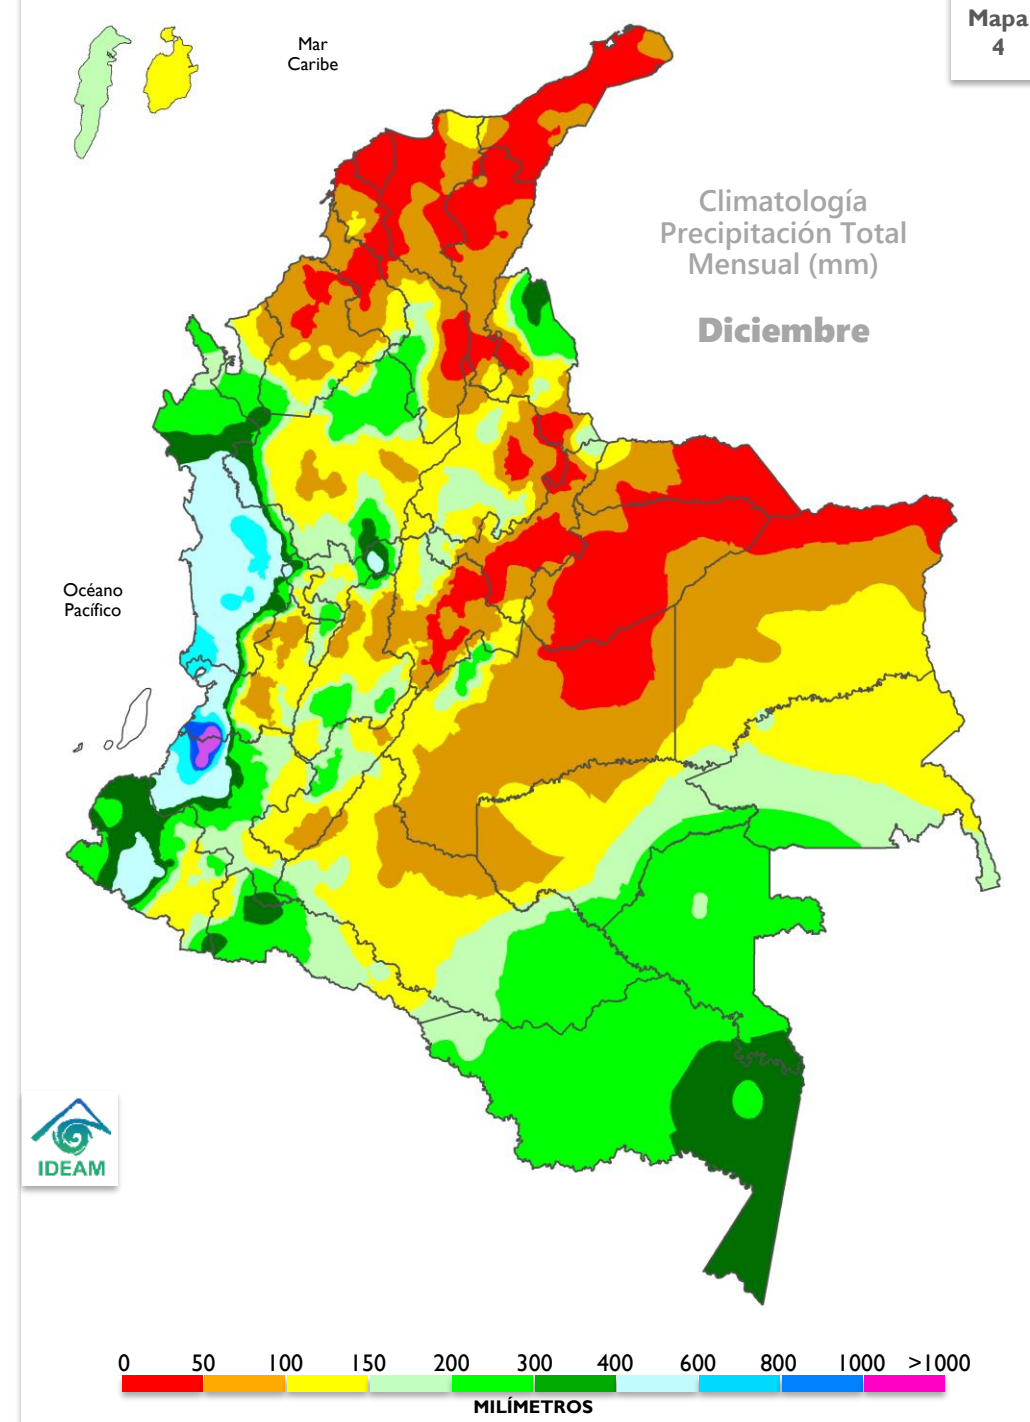 Mapa
4
Mar
Caribe
Climatología
Precipitación Total
Mensual (mm)
Diciembre
Océano
Pacífico
IDEAM
0 50 100 150 200 300 400 600 800 1000 >1000
MILÍMETROS